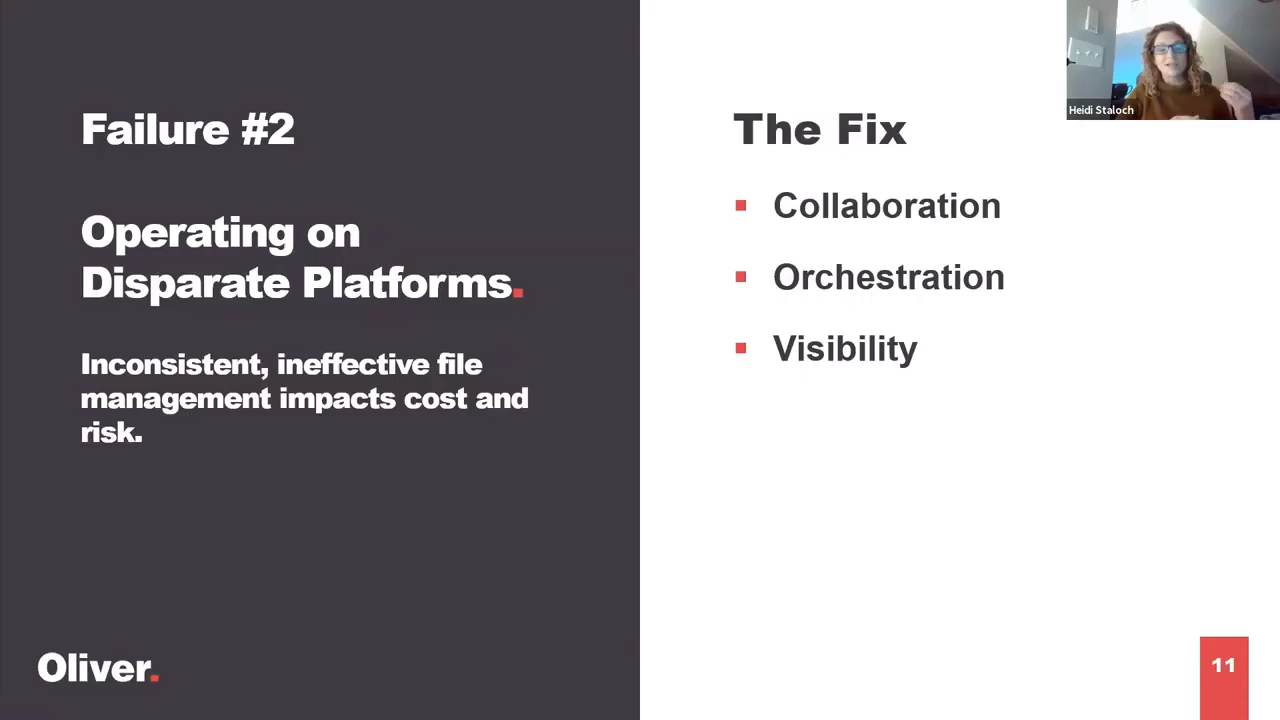 Failure #2
Operating on
Disparate Platforms.
Inconsistent, ineffective file
management impacts cost and
risk.
Oliver.
The Fix
▪ Collaboration
▪ Orchestration
▪ Visibility
Heidi Staloch
11